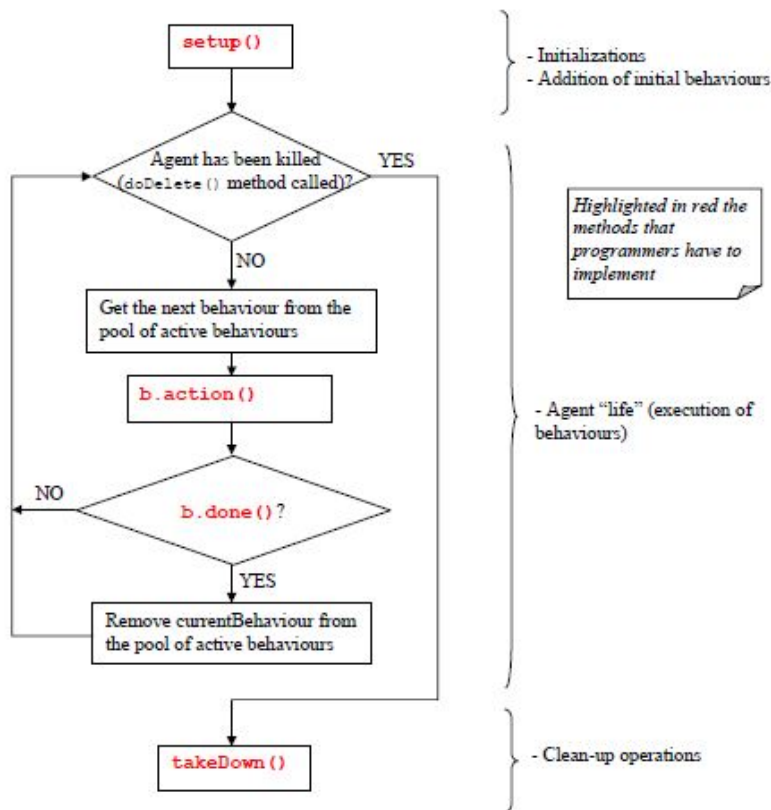 setup()
- Initializations
- Addition of initial behaviours
Agent has been killed
(doDelete() method called)?
YES
Highlighted in red the
methods that
programmers have to
implement
NO
Get the next behaviour from the
pool of active behaviours
b.action()
- Agent “life” (execution of
behaviours)
NO
b.done()?
YES
Remove currentBehaviour from
the pool of active behaviours
takeDown()
- Clean-up operations